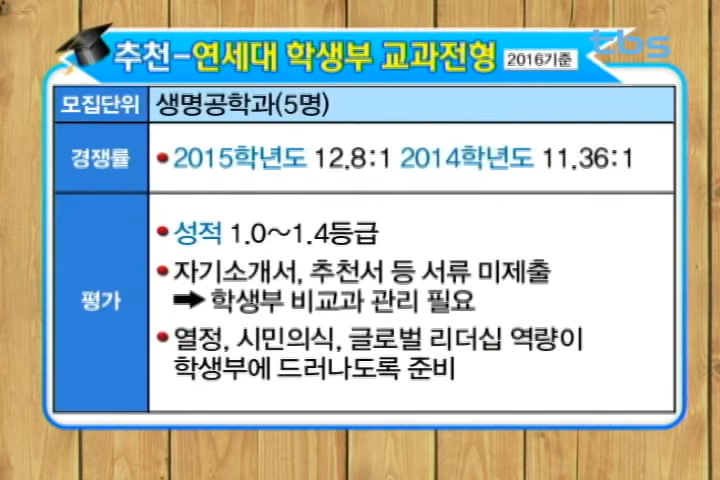 추천-연세대 학생부 교과전형 2016기준
tbs
모집단위 생명공학과(5명)
경쟁률 • 2015학년도 12.8:1 2014학년도 11.36:1
평가
• 성적 1.0~1.4등급
• 자기소개서, 추천서 등 서류 미제출
➡ 학생부 비교과 관리 필요
• 열정, 시민의식, 글로벌 리더십 역량이
학생부에 드러나도록 준비